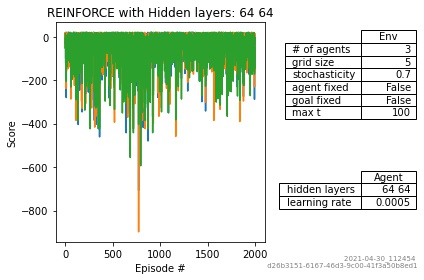 REINFORCE with Hidden layers: 64 64
0
−200
−400
−600
−800
Score
0
500
1000
1500
2000
Episode #
Env
# of agents 3
grid size 5
stochasticity 0.7
agent fixed False
goal fixed False
max t 100
Agent
hidden layers 64 64
learning rate 0.0005
2021-04-30_112454
d26b3151-6167-46d3-9c00-41f3a50b8ed1